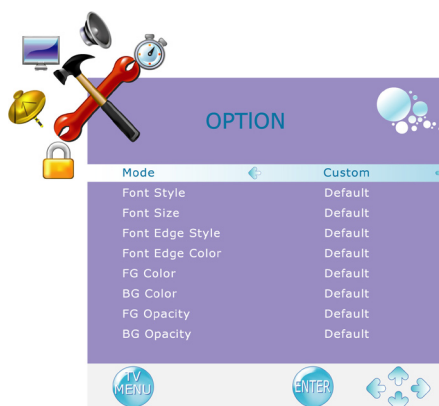 OPTION
Mode Custom
Font Style Default
Font Size Default
Font Edge Style Default
Font Edge Color Default
FG Color Default
BG Color Default
FG Opacity Default
BG Opacity Default
TV
MENU
ENTER